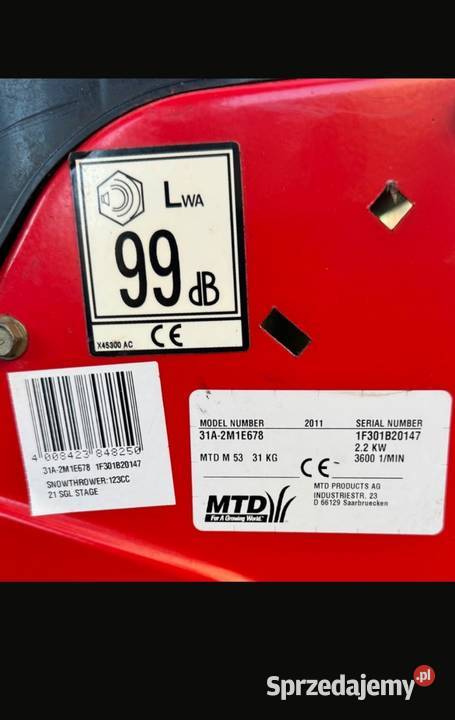 LWA
99 dB
CE
X45300 AC
4 008423 848250
31A-2M1E678 1F301B20147
SNOWTHROWER:123CC
21 SGL STAGE
MODEL NUMBER 2011 SERIAL NUMBER
31A-2M1E678 1F301B20147
2.2 KW
MTD M 53 31 KG 3600 1/MIN
CE
MTD PRODUCTS AG
INDUSTRIESTR. 23
D 66129 Saarbruecken
MTD
For A Growing World.™
Sprzedajemy.pl